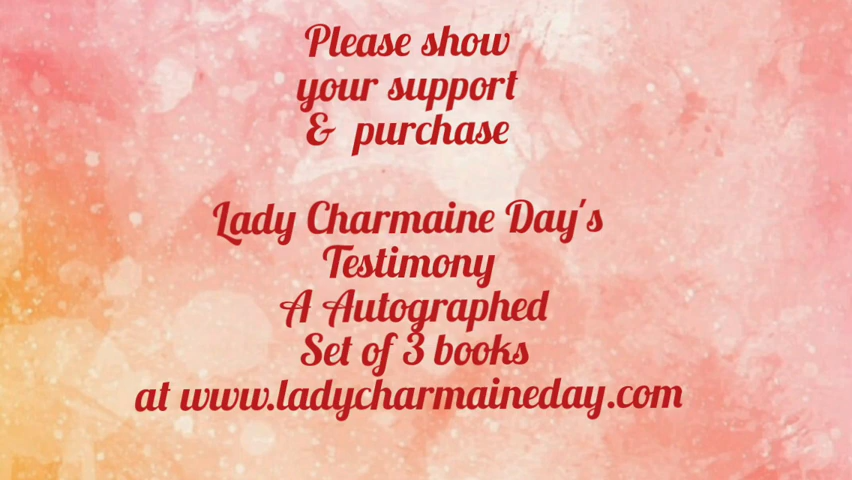 Please show
your support
& purchase
Lady Charmaine Day's
Testimony
A Autographed
Set of 3 books
at www.ladycharmaineday.com